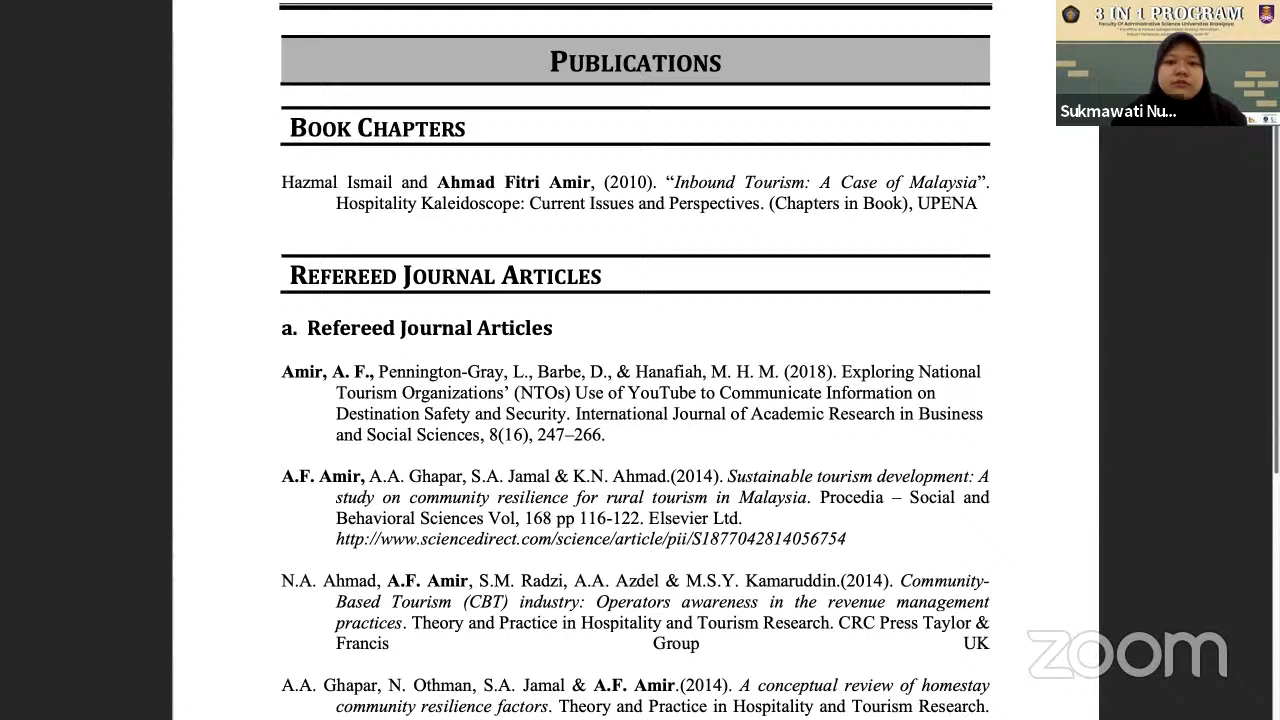 PUBLICATIONS
BOOK CHAPTERS
Hazmal Ismail and Ahmad Fitri Amir, (2010). “Inbound Tourism: A Case of Malaysia”.
Hospitality Kaleidoscope: Current Issues and Perspectives. (Chapters in Book), UPENA
REFEREED JOURNAL ARTICLES
a. Refereed Journal Articles
Amir, A. F., Pennington-Gray, L., Barbe, D., & Hanafiah, M. H. M. (2018). Exploring National
Tourism Organizations’ (NTOs) Use of YouTube to Communicate Information on
Destination Safety and Security. International Journal of Academic Research in Business
and Social Sciences, 8(16), 247–266.
A.F. Amir, A.A. Ghapar, S.A. Jamal & K.N. Ahmad.(2014). Sustainable tourism development: A
study on community resilience for rural tourism in Malaysia. Procedia – Social and
Behavioral Sciences Vol, 168 pp 116-122. Elsevier Ltd.
http://www.sciencedirect.com/science/article/pii/S1877042814056754
N.A. Ahmad, A.F. Amir, S.M. Radzi, A.A. Azdel & M.S.Y. Kamaruddin.(2014). Community-
Based Tourism (CBT) industry: Operators awareness in the revenue management
practices. Theory and Practice in Hospitality and Tourism Research. CRC Press Taylor &
Francis Group UK
A.A. Ghapar, N. Othman, S.A. Jamal & A.F. Amir.(2014). A conceptual review of homestay
community resilience factors. Theory and Practice in Hospitality and Tourism Research.
3 IN 1 PROGRAM
Faculty Of Administrative Science Universitas Brawijaya
Sukmawati Nu...
zoom